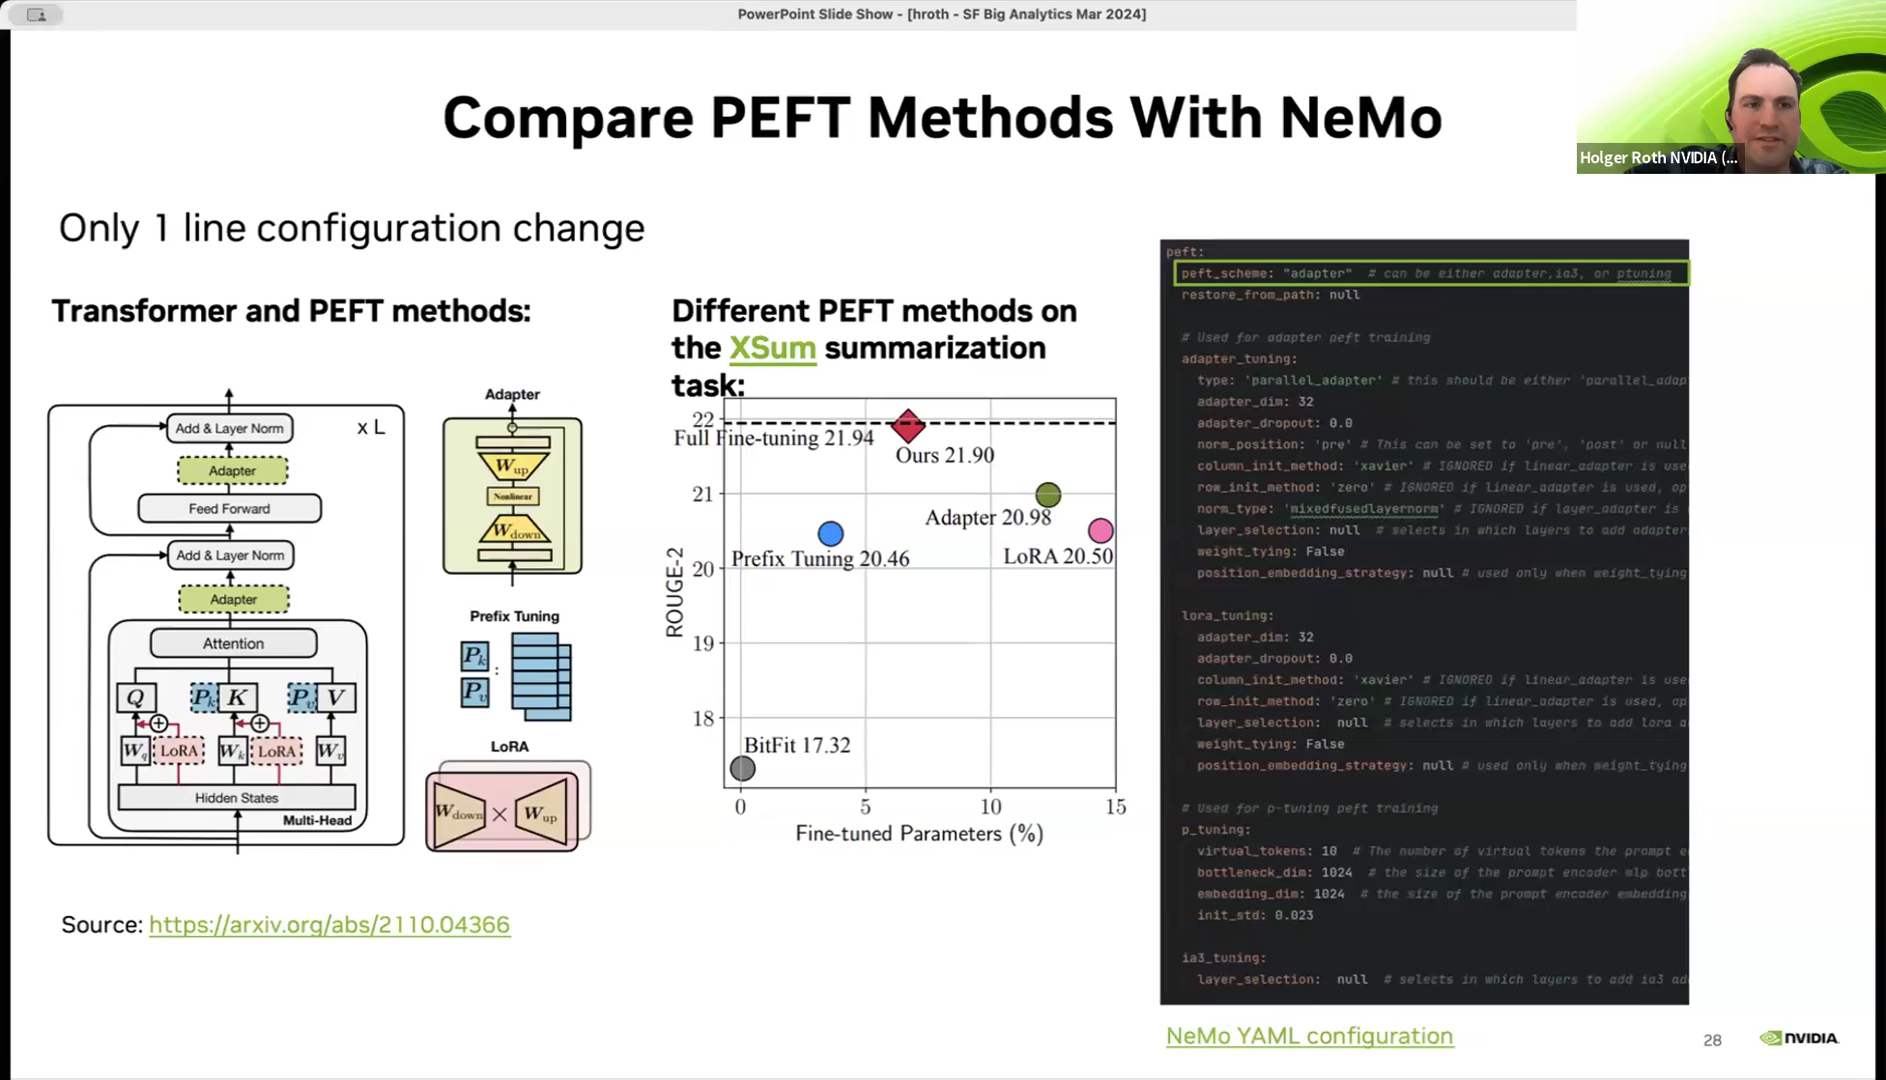 PowerPoint Slide Show - [hroth - SF Big Analytics Mar 2024]
Holger Roth NVIDIA (...
Compare PEFT Methods With NeMo
Only 1 line configuration change
Transformer and PEFT methods:
Add & Layer Norm
x L
Adapter
Feed Forward
Add & Layer Norm
Adapter
Attention
Q
Pk
K
Pv
V
Wq
LoRA
Wk
LoRA
Wv
Hidden States
Multi-Head
Adapter
Wup
Nonlinear
Wdown
Prefix Tuning
Pk
:
Pv
LoRA
Wdown × Wup
Source: https://arxiv.org/abs/2110.04366
Different PEFT methods on
the XSum summarization
task:
ROUGE-2
22
21
20
19
18
Full Fine-tuning 21.94
Ours 21.90
Adapter 20.98
Prefix Tuning 20.46
LoRA 20.50
BitFit 17.32
0 5 10 15
Fine-tuned Parameters (%)
peft:
peft_scheme: "adapter" # can be either adapter,ia3, or ptuning
restore_from_path: null
# Used for adapter peft training
adapter_tuning:
type: 'parallel_adapter' # this should be either 'parallel_adap
adapter_dim: 32
adapter_dropout: 0.0
norm_position: 'pre' # This can be set to 'pre', 'post' or null
column_init_method: 'xavier' # IGNORED if linear_adapter is use
row_init_method: 'zero' # IGNORED if linear_adapter is used, op
norm_type: 'mixedfusedlayernorm' # IGNORED if layer_adapter is
layer_selection: null # selects in which layers to add adapter
weight_tying: False
position_embedding_strategy: null # used only when weight_tying
lora_tuning:
adapter_dim: 32
adapter_dropout: 0.0
column_init_method: 'xavier' # IGNORED if linear_adapter is use
row_init_method: 'zero' # IGNORED if linear_adapter is used, op
layer_selection: null # selects in which layers to add lora a
weight_tying: False
position_embedding_strategy: null # used only when weight_tying
# Used for p-tuning peft training
p_tuning:
virtual_tokens: 10 # The number of virtual tokens the prompt e
bottleneck_dim: 1024 # the size of the prompt encoder mlp bott
embedding_dim: 1024 # the size of the prompt encoder embedding
init_std: 0.023
ia3_tuning:
layer_selection: null # selects in which layers to add ia3 ad
NeMo YAML configuration
28
NVIDIA.